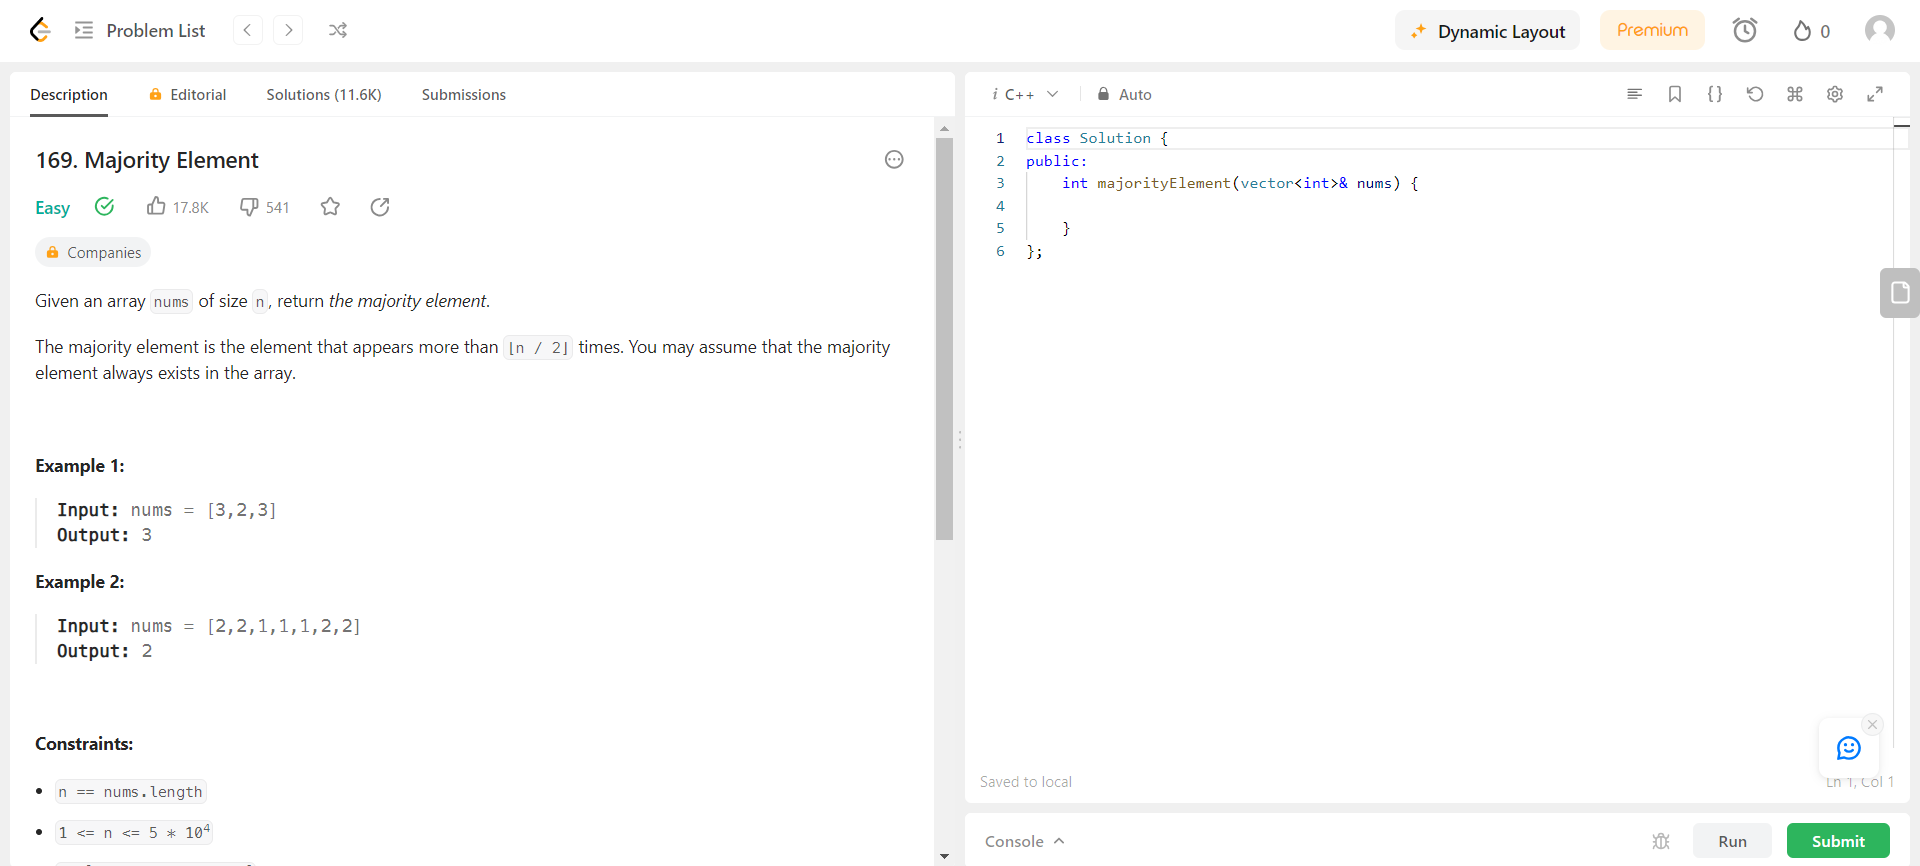 Problem List
Dynamic Layout
Premium
0
Description
Editorial
Solutions (11.6K)
Submissions
169. Majority Element
Easy
17.8K
541
Companies
Given an array nums of size n, return the majority element.
The majority element is the element that appears more than ⌊n / 2⌋ times. You may assume that the majority
element always exists in the array.
Example 1:
Input: nums = [3,2,3]
Output: 3
Example 2:
Input: nums = [2,2,1,1,1,2,2]
Output: 2
Constraints:
n == nums.length
1 <= n <= 5 * 10⁴
i C++
Auto
1 class Solution {
2 public:
3     int majorityElement(vector<int>& nums) {
4
5     }
6 };
Saved to local
Ln 1, Col 1
Console
Run
Submit